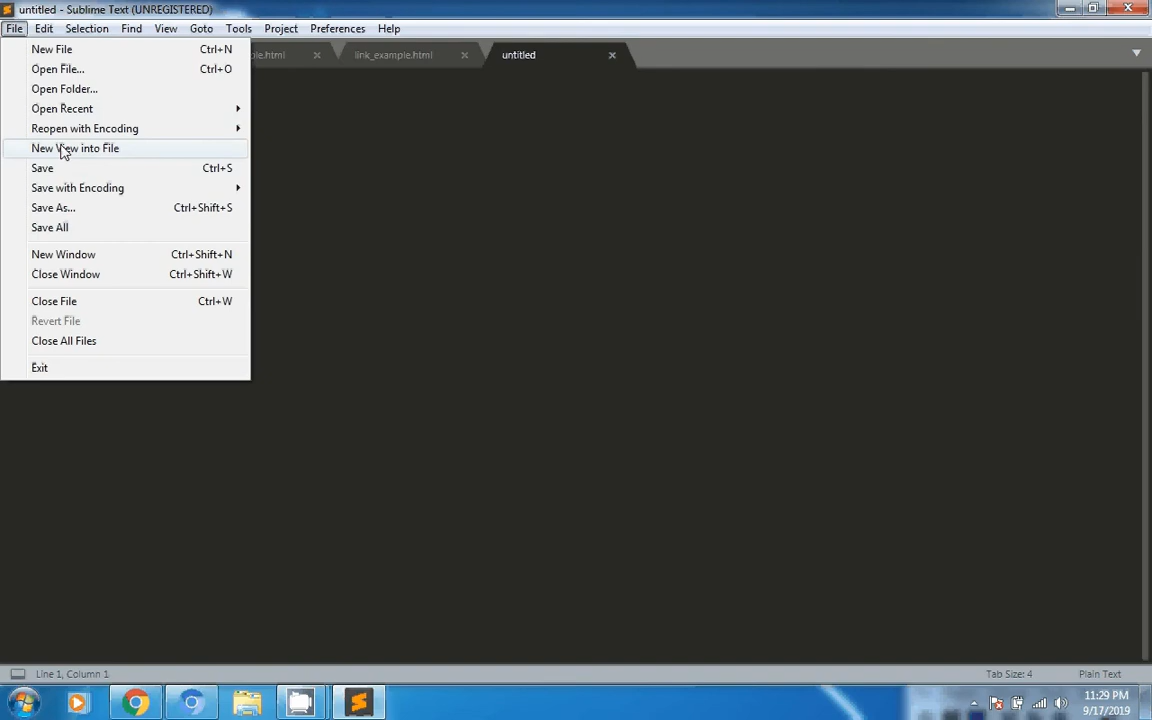 untitled - Sublime Text (UNREGISTERED)
File Edit Selection Find View Goto Tools Project Preferences Help
link_example.html untitled
New File Ctrl+N
Open File... Ctrl+O
Open Folder...
Open Recent
Reopen with Encoding
New View into File
Save Ctrl+S
Save with Encoding
Save As... Ctrl+Shift+S
Save All
New Window Ctrl+Shift+N
Close Window Ctrl+Shift+W
Close File Ctrl+W
Revert File
Close All Files
Exit
Line 1, Column 1 Tab Size: 4 Plain Text
11:29 PM
9/17/2019